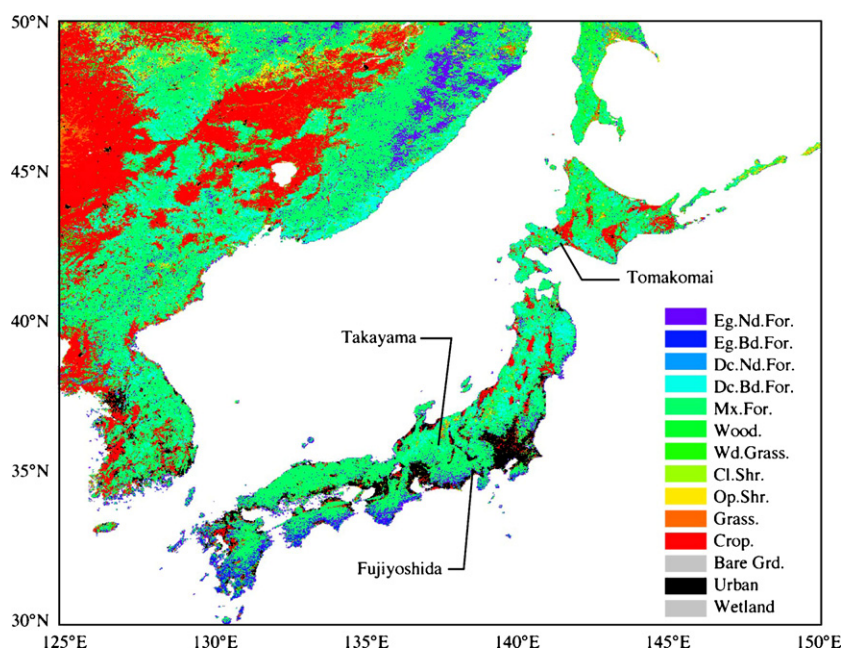 50°N
45°N
40°N
35°N
30°N
125°E
130°E
135°E
140°E
145°E
150°E
Tomakomai
Takayama
Fujiyoshida
Eg.Nd.For.
Eg.Bd.For.
Dc.Nd.For.
Dc.Bd.For.
Mx.For.
Wood.
Wd.Grass.
Cl.Shr.
Op.Shr.
Grass.
Crop.
Bare Grd.
Urban
Wetland